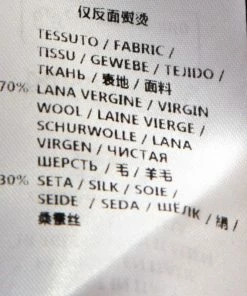 仅反面熨烫
TESSUTO / FABRIC /
TISSU / GEWEBE / TEJIDO /
ТКАНЬ / 表地 / 面料
70% LANA VERGINE / VIRGIN
WOOL / LAINE VIERGE /
SCHURWOLLE / LANA
VIRGEN / ЧИСТАЯ
ШЕРСТЬ / 毛 / 羊毛
30% SETA / SILK / SOIE /
SEIDE / SEDA / ШЕЛК / 絹 /
桑蚕丝